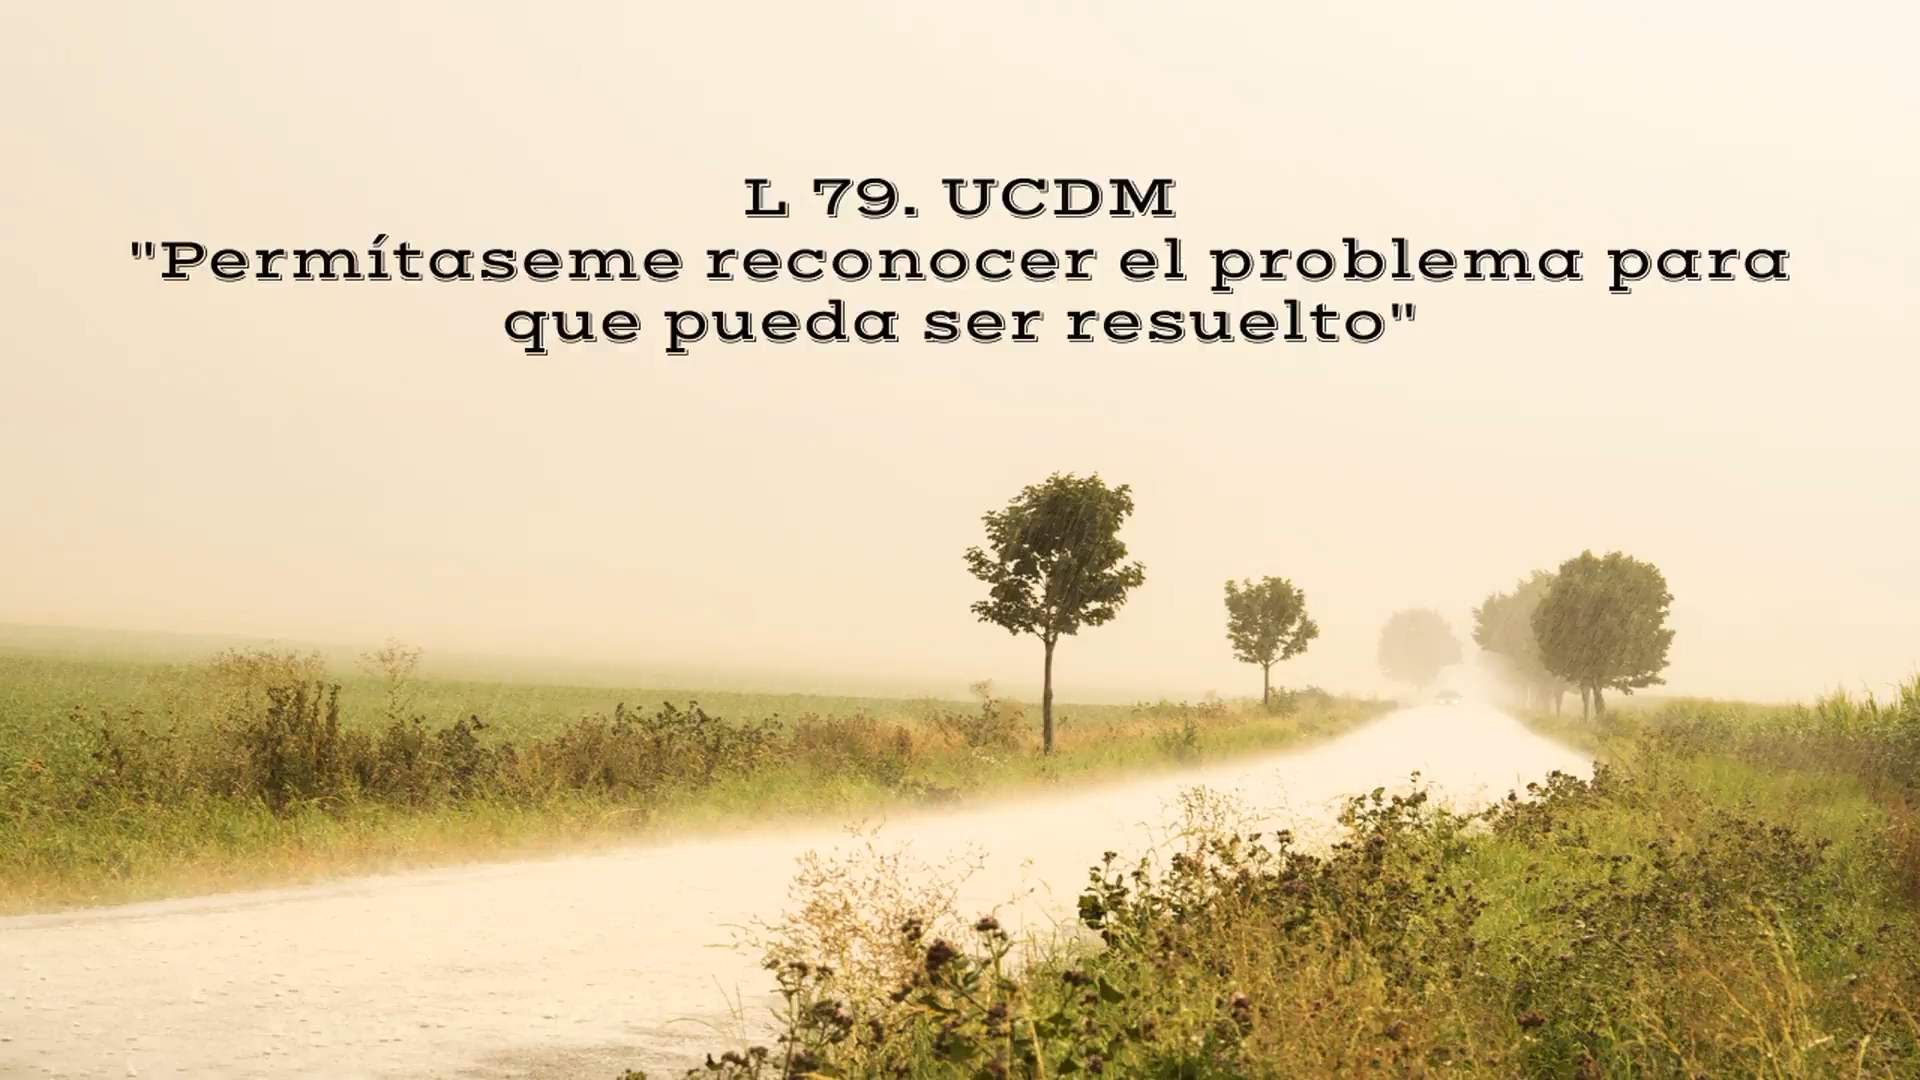 L 79. UCDM
"Permítaseme reconocer el problema para
que pueda ser resuelto"